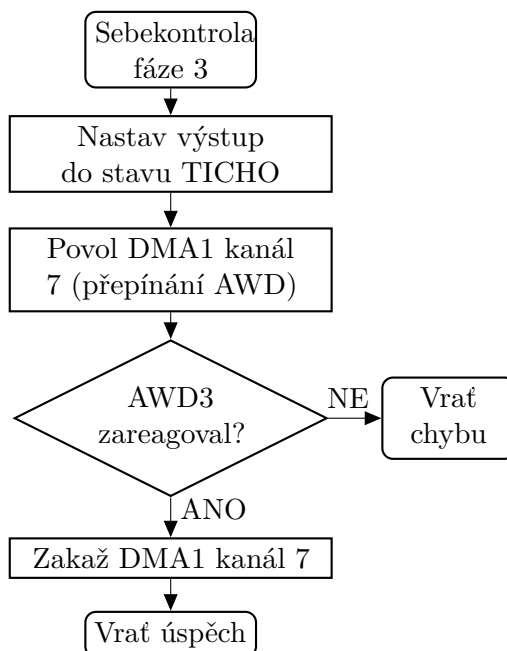 Sebekontrola
fáze 3
Nastav výstup
do stavu TICHO
Povol DMA1 kanál
7 (přepínání AWD)
AWD3
zareagoval?
NE
Vrať
chybu
ANO
Zakaž DMA1 kanál 7
Vrať úspěch